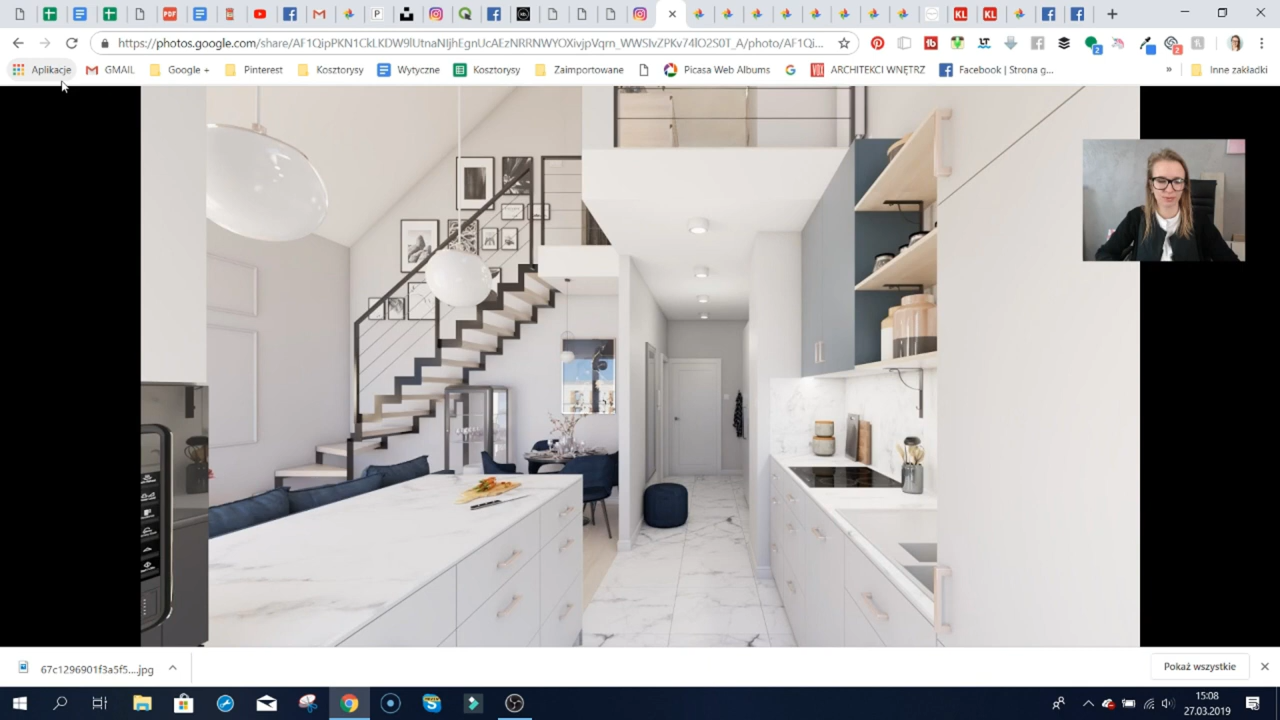 https://photos.google.com/share/AF1QipPKN1CkLKDW9lUtnaNljhEgnUcAEzNRRNWYOXivjpVqrn_WWSlvZPKv74lO2S0T_A/photo/AF1Qi...
Aplikacje GMAIL Google + Pinterest Kosztorysy Wytyczne Kosztorysy Zaimportowane Picasa Web Albums ARCHITEKCI WNĘTRZ Facebook | Strona g... » Inne zakładki
67c1296901f3a5f5....jpg
Pokaż wszystkie
15:08
27.03.2019